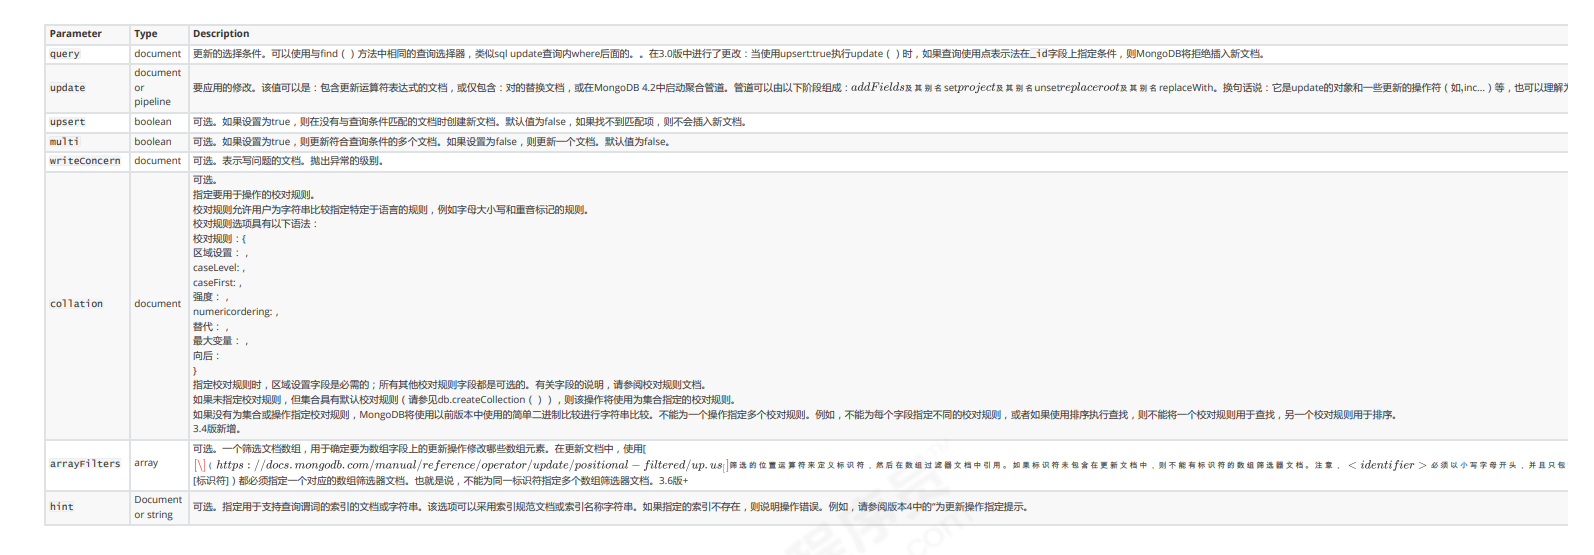 Parameter Type Description
query document 更新的选择条件。可以使用与find（）方法中相同的查询选择器，类似sql update查询内where后面的。。在3.0版中进行了更改：当使用upsert:true执行update（）时，如果查询使用点表示法在_id字段上指定条件，则MongoDB将拒绝插入新文档。
update document or pipeline 要应用的修改。该值可以是：包含更新运算符表达式的文档，或仅包含：对的替换文档，或在MongoDB 4.2中启动聚合管道。管道可以由以下阶段组成：addFields及其别名setproject及其别名unsetreplaceroot及其别名replaceWith。换句话说：它是update的对象和一些更新的操作符（如,inc...）等，也可以理解为
upsert boolean 可选。如果设置为true，则在没有与查询条件匹配的文档时创建新文档。默认值为false，如果找不到匹配项，则不会插入新文档。
multi boolean 可选。如果设置为true，则更新符合查询条件的多个文档。如果设置为false，则更新一个文档。默认值为false。
writeConcern document 可选。表示写问题的文档。抛出异常的级别。
collation document 可选。
指定要用于操作的校对规则。
校对规则允许用户为字符串比较指定特定于语言的规则，例如字母大小写和重音标记的规则。
校对规则选项具有以下语法：
校对规则：{
区域设置：，
caseLevel: ,
caseFirst: ,
强度：，
numericordering: ,
替代：，
最大变量：，
向后：
}
指定校对规则时，区域设置字段是必需的；所有其他校对规则字段都是可选的。有关字段的说明，请参阅校对规则文档。
如果未指定校对规则，但集合具有默认校对规则（请参见db.createCollection（）），则该操作将使用为集合指定的校对规则。
如果没有为集合或操作指定校对规则，MongoDB将使用以前版本中使用的简单二进制比较进行字符串比较。不能为一个操作指定多个校对规则。例如，不能为每个字段指定不同的校对规则，或者如果使用排序执行查找，则不能将一个校对规则用于查找，另一个校对规则用于排序。
3.4版新增。
arrayFilters array 可选。一个筛选文档数组，用于确定要为数组字段上的更新操作修改哪些数组元素。在更新文档中，使用[
[\]（https://docs.mongodb.com/manual/reference/operator/update/positional-filtered/up.us[]筛选的位置运算符来定义标识符，然后在数组过滤器文档中引用。如果标识符未包含在更新文档中，则不能有标识符的数组筛选器文档。注意，<identifier>必须以小写字母开头，并且只包
[标识符]）都必须指定一个对应的数组筛选器文档。也就是说，不能为同一标识符指定多个数组筛选器文档。3.6版+
hint Document or string 可选。指定用于支持查询谓词的索引的文档或字符串。该选项可以采用索引规范文档或索引名称字符串。如果指定的索引不存在，则说明操作错误。例如，请参阅版本4中的“为更新操作指定提示。
程序员
.com